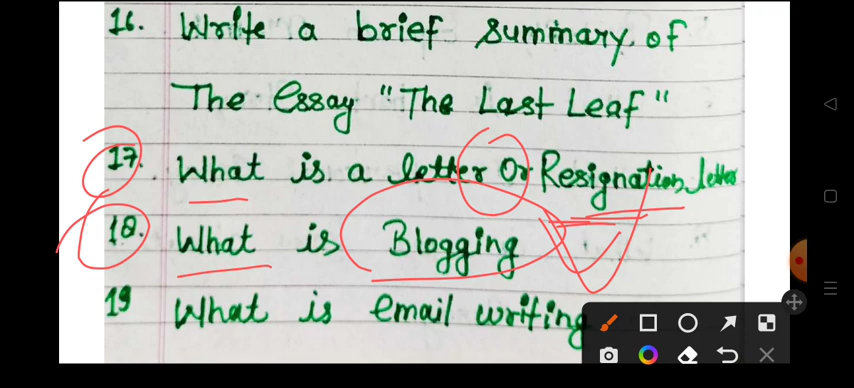 16. Write a brief summary of
The Essay "The Last Leaf"
17. What is a letter Or Resignation letter
18. What is Blogging
19 What is email writing